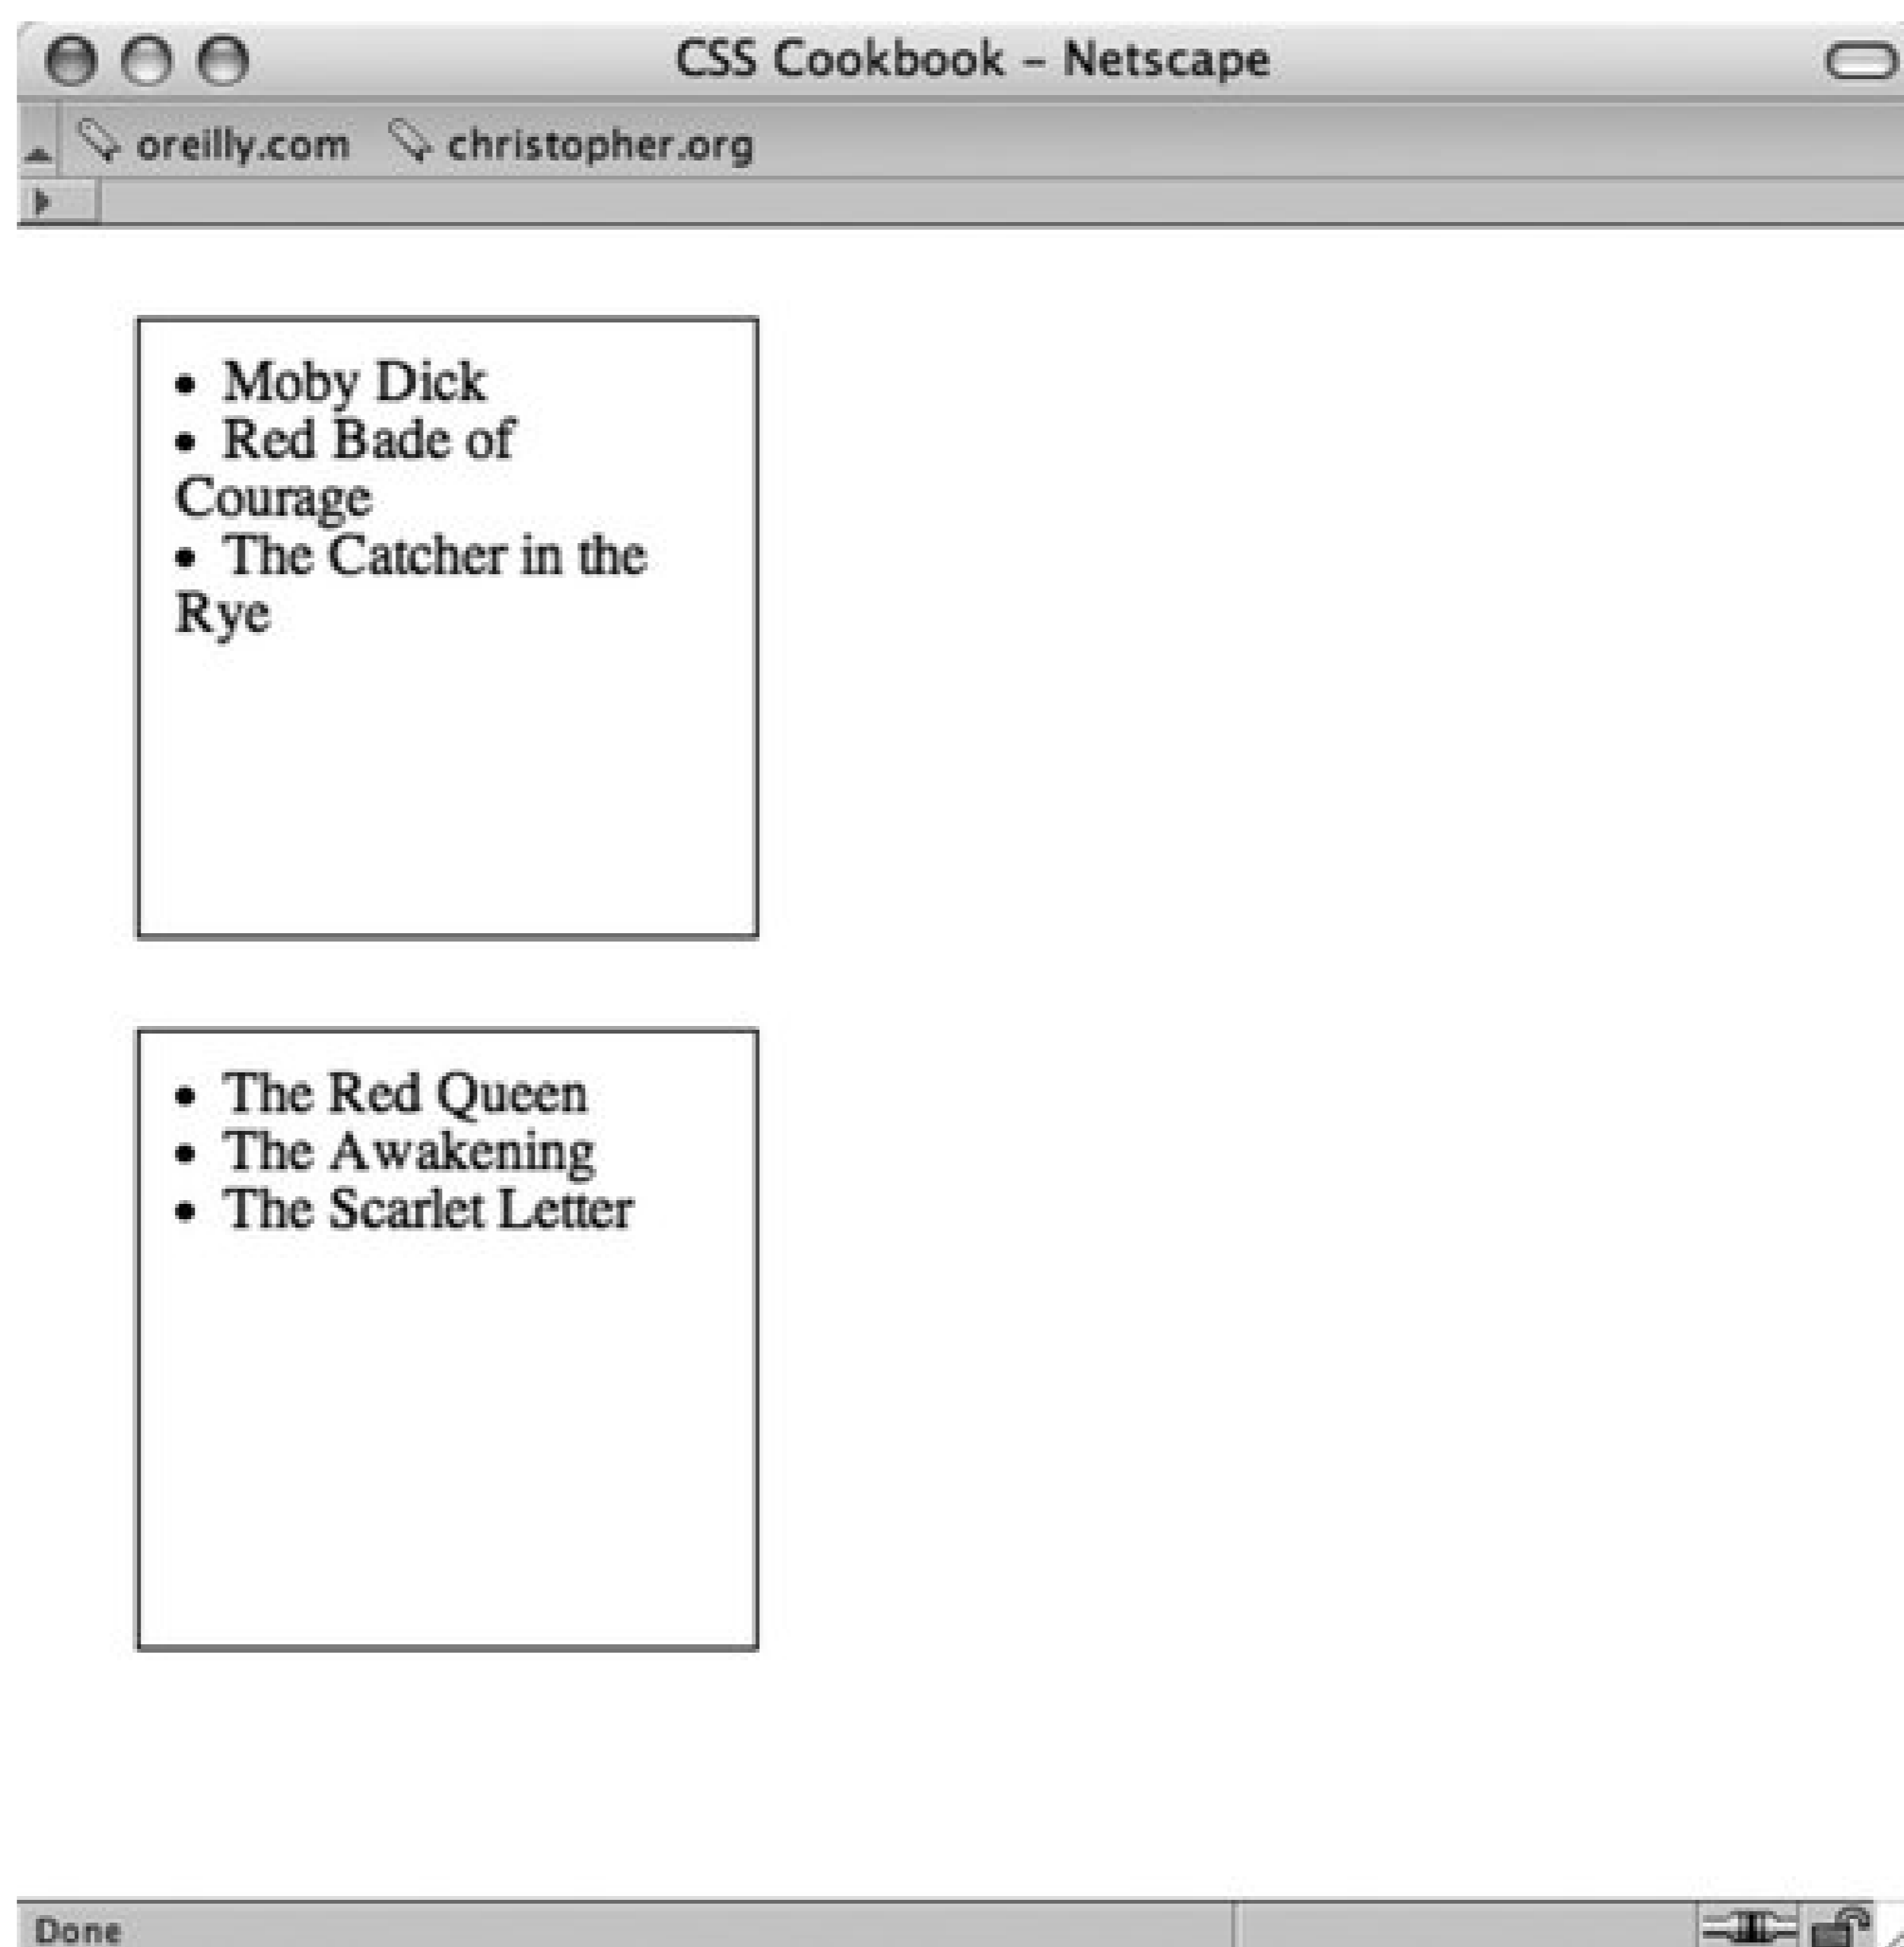 CSS Cookbook – Netscape
oreilly.com christopher.org
• Moby Dick
• Red Bade of
Courage
• The Catcher in the
Rye
• The Red Queen
• The Awakening
• The Scarlet Letter
Done